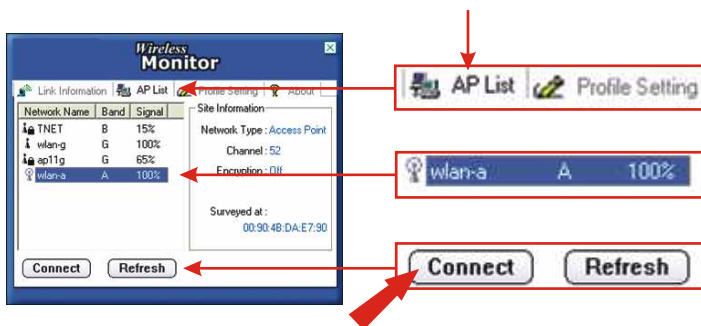 Wireless
Monitor
Link Information AP List Profile Setting About
Network Name Band Signal
TNET B 15%
wlan-g G 100%
ap11g G 65%
wlan-a A 100%
Site Information
Network Type : Access Point
Channel : 52
Encryption : Off
Surveyed at :
00:90:4B:DA:E7:90
Connect Refresh
AP List Profile Setting
wlan-a A 100%
Connect Refresh